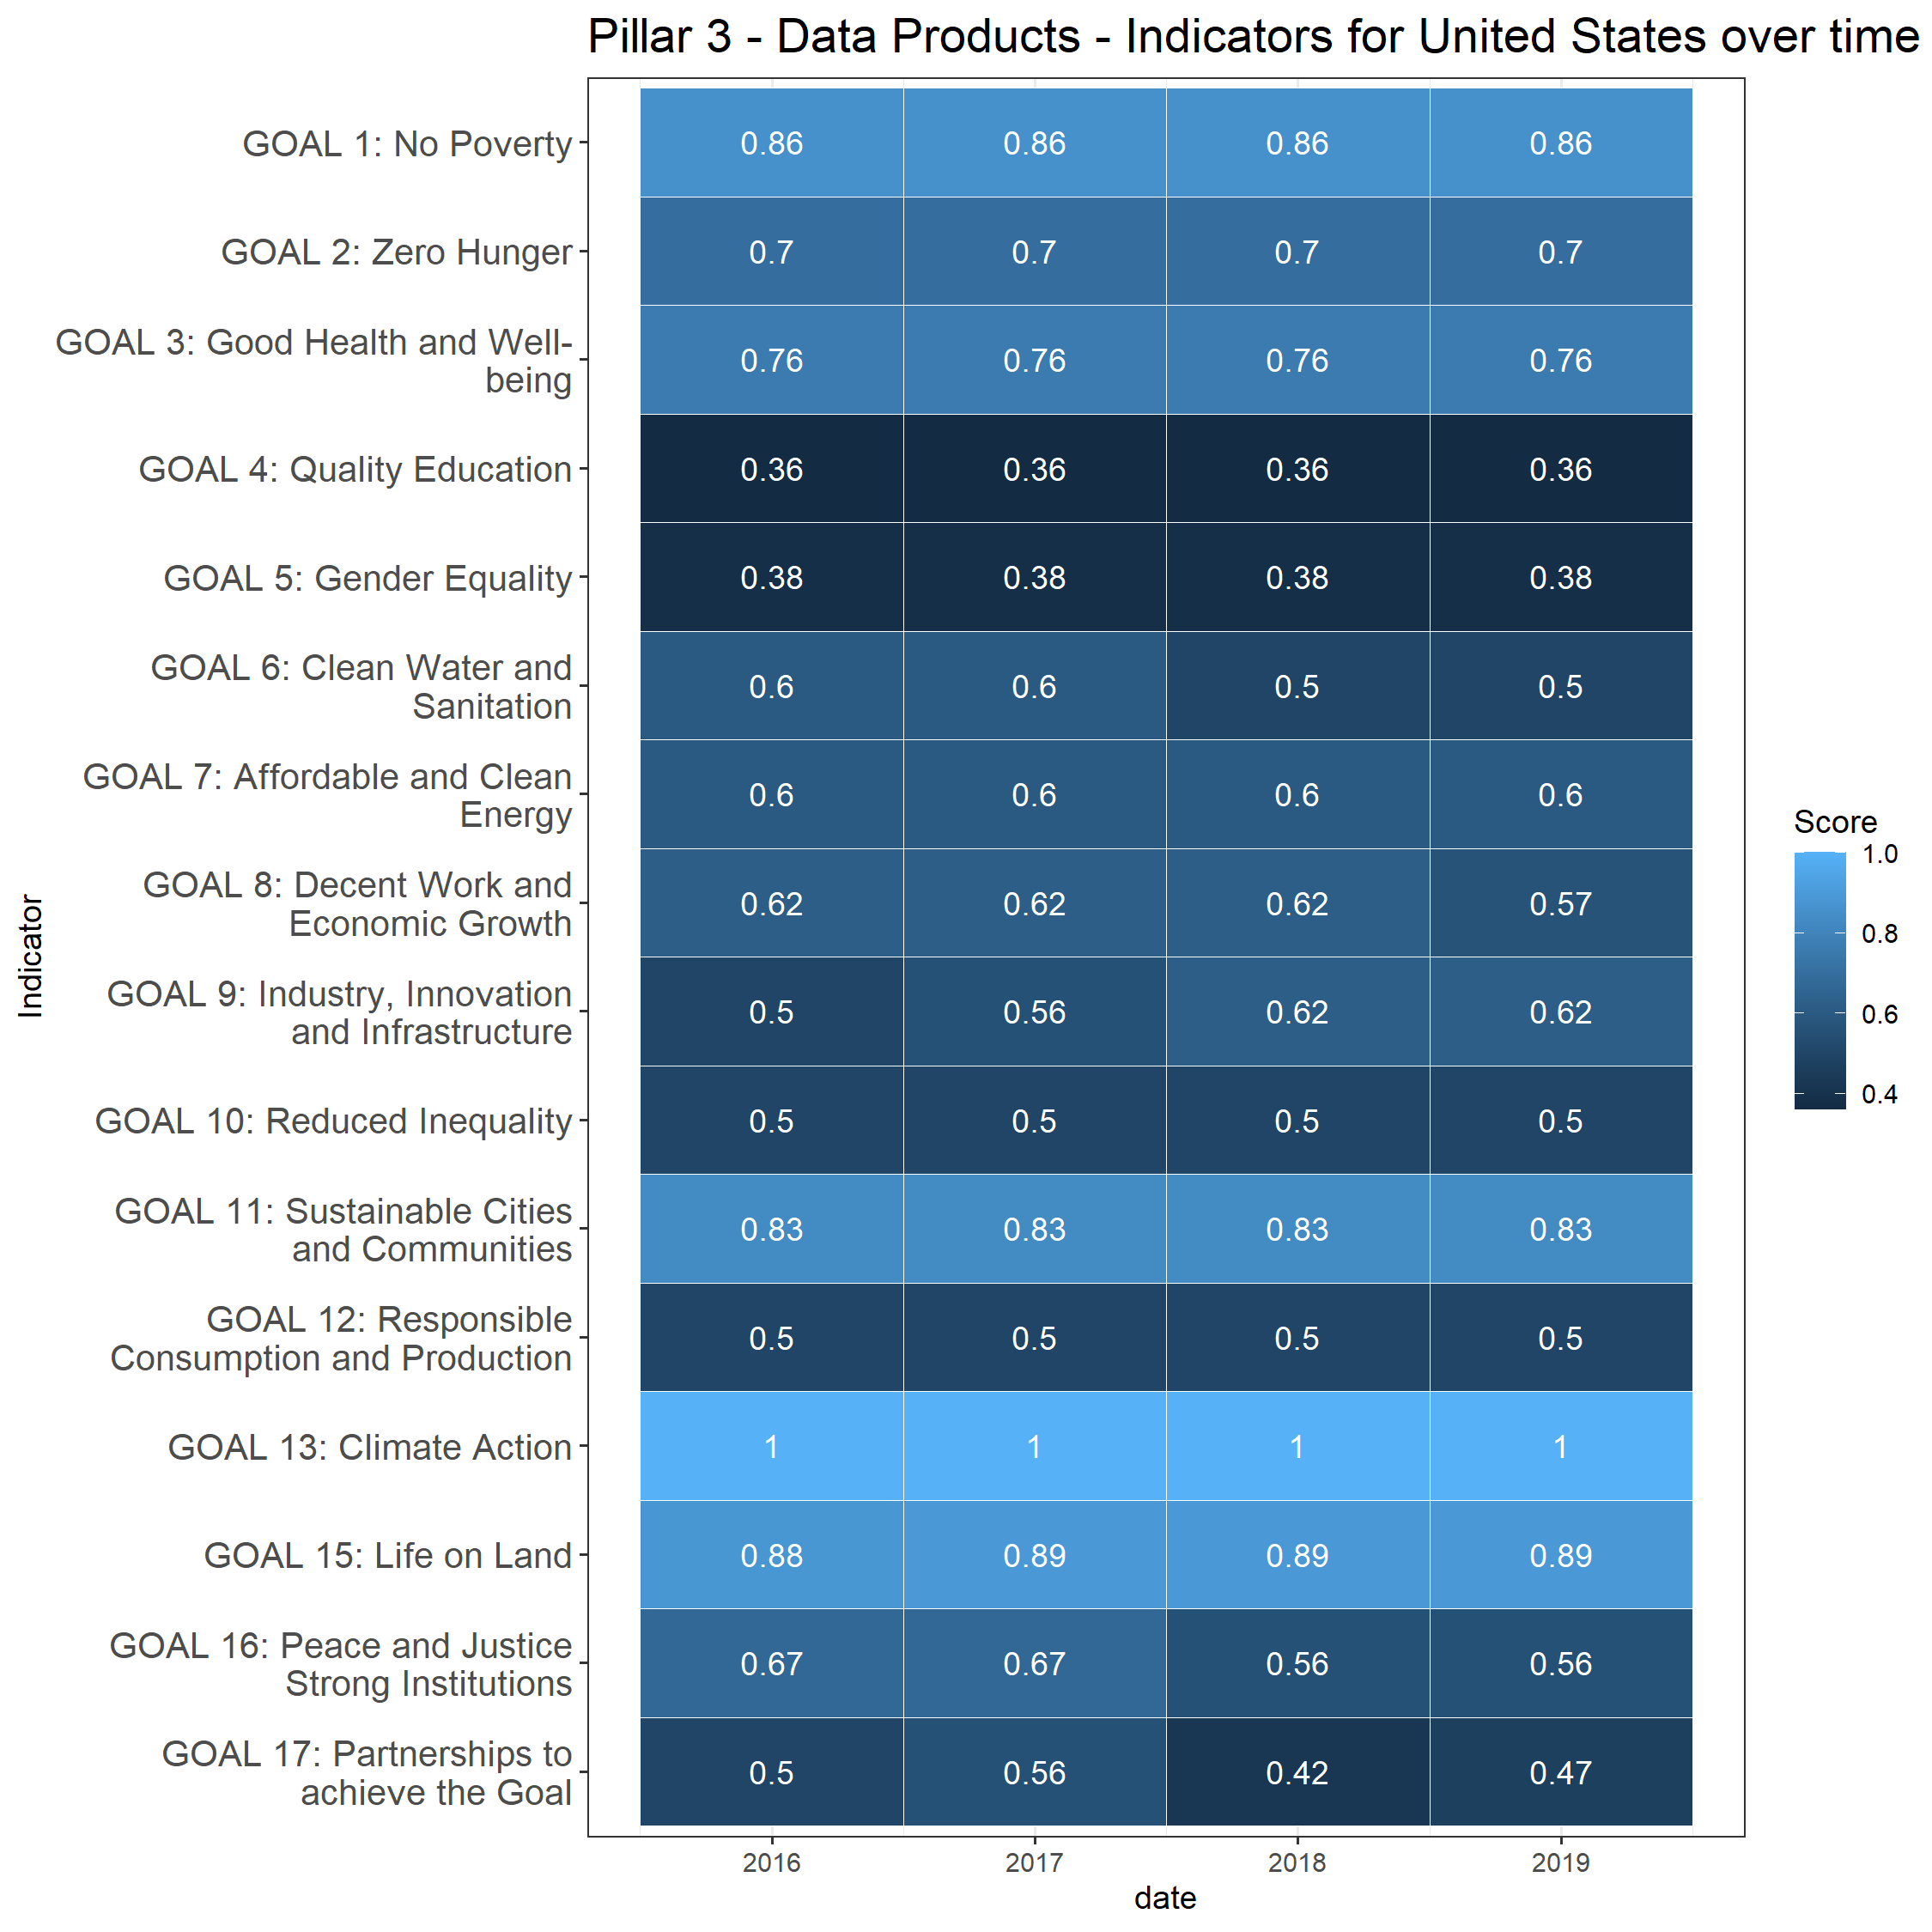 Pillar 3 - Data Products - Indicators for United States over time
GOAL 1: No Poverty
0.86 0.86 0.86 0.86
GOAL 2: Zero Hunger
0.7 0.7 0.7 0.7
GOAL 3: Good Health and Well-
being
0.76 0.76 0.76 0.76
GOAL 4: Quality Education
0.36 0.36 0.36 0.36
GOAL 5: Gender Equality
0.38 0.38 0.38 0.38
GOAL 6: Clean Water and
Sanitation
0.6 0.6 0.5 0.5
GOAL 7: Affordable and Clean
Energy
0.6 0.6 0.6 0.6
GOAL 8: Decent Work and
Economic Growth
0.62 0.62 0.62 0.57
GOAL 9: Industry, Innovation
and Infrastructure
0.5 0.56 0.62 0.62
GOAL 10: Reduced Inequality
0.5 0.5 0.5 0.5
GOAL 11: Sustainable Cities
and Communities
0.83 0.83 0.83 0.83
GOAL 12: Responsible
Consumption and Production
0.5 0.5 0.5 0.5
GOAL 13: Climate Action
1 1 1 1
GOAL 15: Life on Land
0.88 0.89 0.89 0.89
GOAL 16: Peace and Justice
Strong Institutions
0.67 0.67 0.56 0.56
GOAL 17: Partnerships to
achieve the Goal
0.5 0.56 0.42 0.47
2016 2017 2018 2019
date
Indicator
Score
1.0
0.8
0.6
0.4